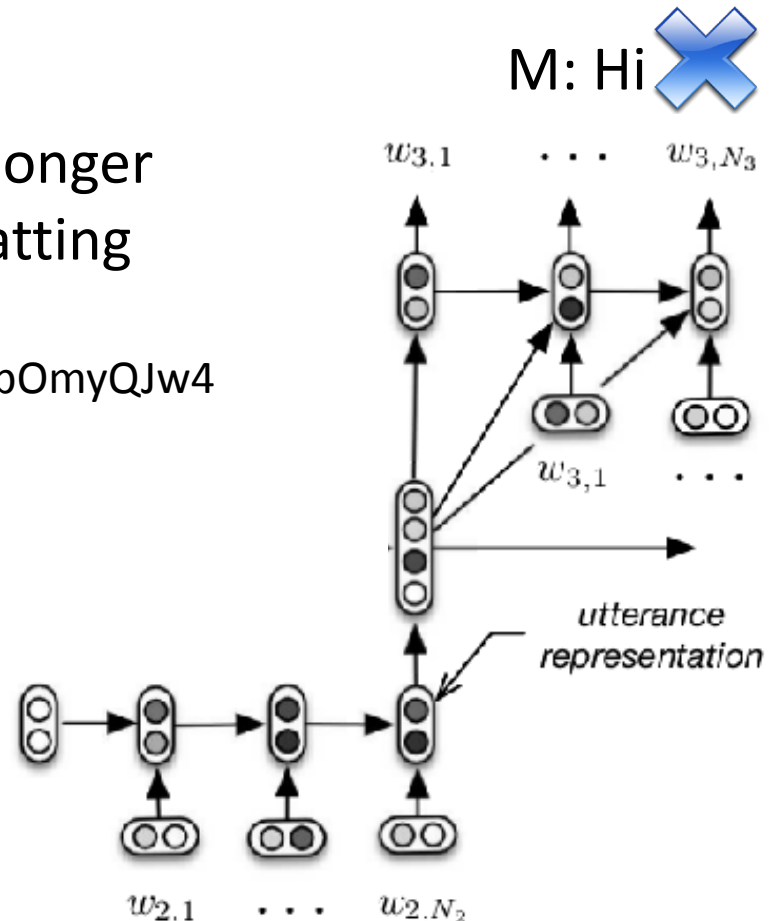 M: Hi
onger
w3.1 · · · w3,N3
atting
oOmyQJw4
w3,1 · · ·
utterance
representation
w2.1 · · · w2.N2